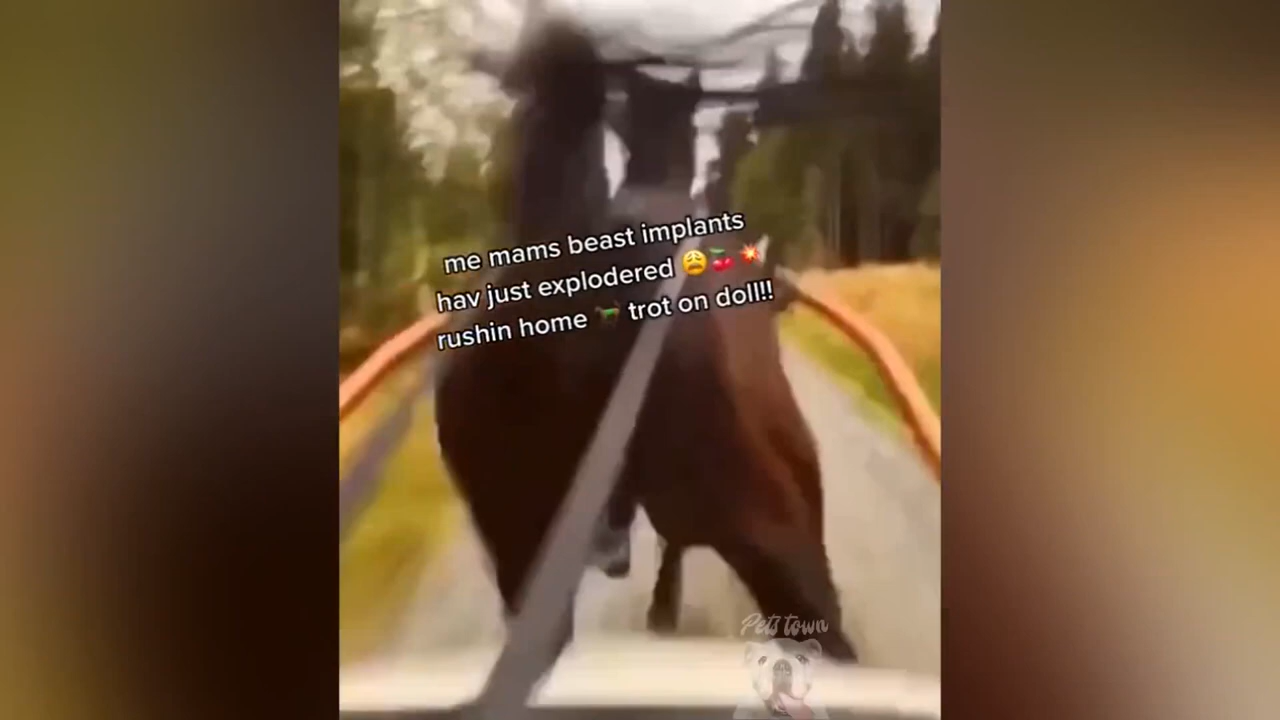 me mams beast implants
hav just explodered 😩🍒💥
rushin home 🐎 trot on doll!!
Pets town